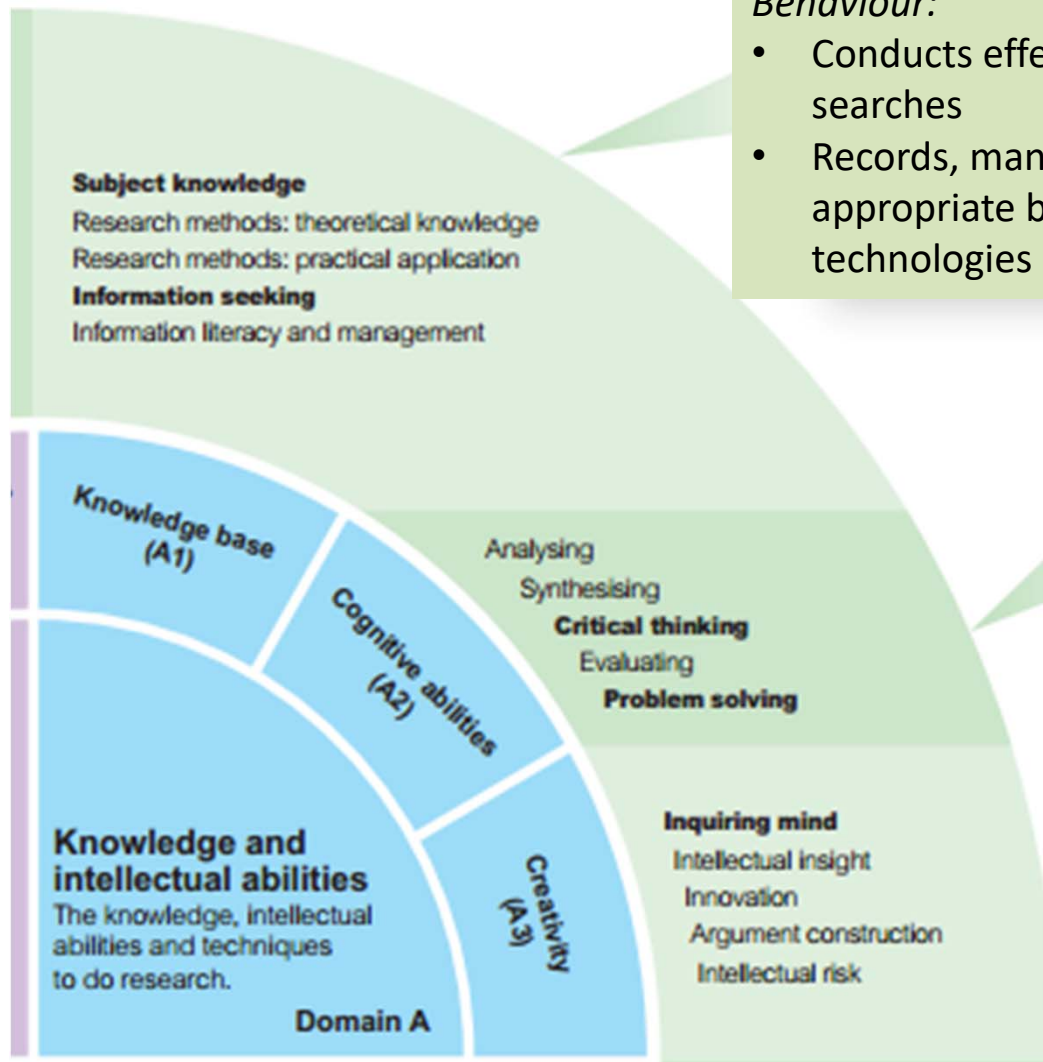 Behaviour:
• Conducts effe
searches
• Records, man
appropriate b
technologies
Subject knowledge
Research methods: theoretical knowledge
Research methods: practical application
Information seeking
Information literacy and management
Knowledge base
(A1)
Analysing
Synthesising
Critical thinking
Evaluating
Problem solving
Cognitive abilities
(A2)
Inquiring mind
Intellectual insight
Innovation
Argument construction
Intellectual risk
Creativity
(A3)
Knowledge and
intellectual abilities
The knowledge, intellectual
abilities and techniques
to do research.
Domain A